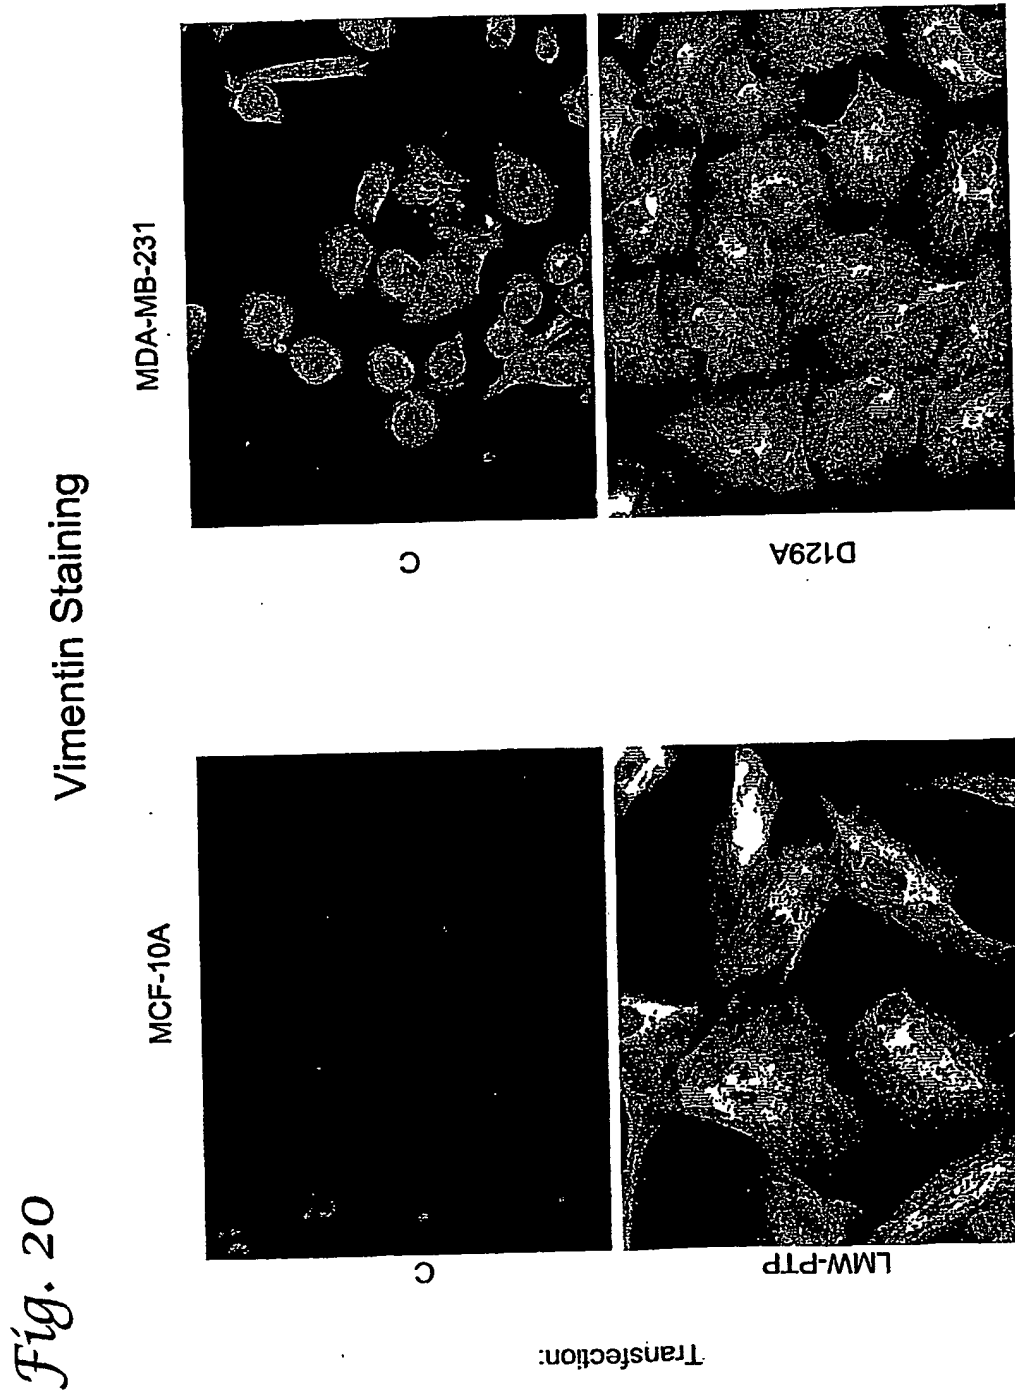 Fig. 20
Vimentin Staining
MCF-10A
MDA-MB-231
Transfection:
C
LMW-PTP
C
D129A